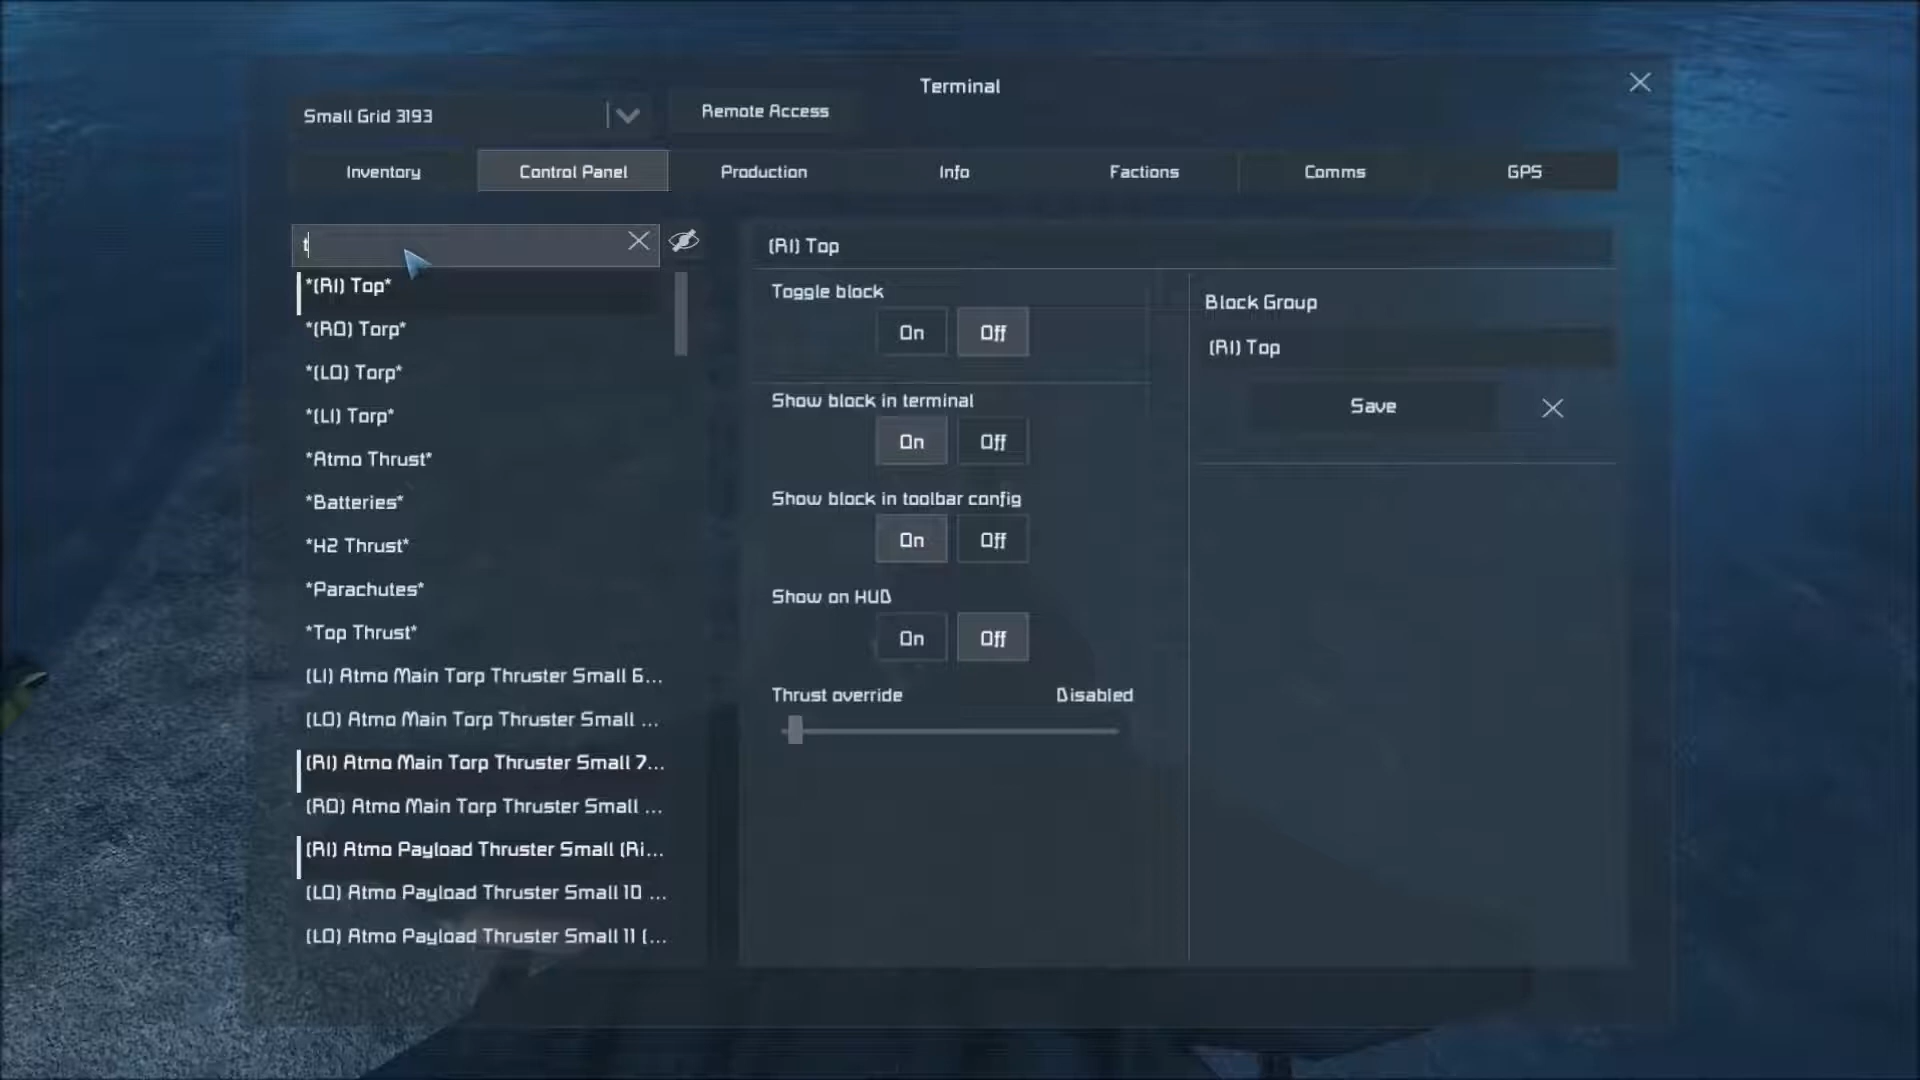 Terminal
Small Grid 3193
Remote Access
Inventory
Control Panel
Production
Info
Factions
Comms
GPS
t
*(RI) Top*
*(RO) Torp*
*(LO) Torp*
*(LI) Torp*
*Atmo Thrust*
*Batteries*
*H2 Thrust*
*Parachutes*
*Top Thrust*
(LI) Atmo Main Torp Thruster Small 6...
(LO) Atmo Main Torp Thruster Small ...
(RI) Atmo Main Torp Thruster Small 7...
(RO) Atmo Main Torp Thruster Small ...
(RI) Atmo Payload Thruster Small (Ri...
(LO) Atmo Payload Thruster Small 10 ...
(LO) Atmo Payload Thruster Small 11 (...
(RI) Top
Toggle block
On Off
Show block in terminal
On Off
Show block in toolbar config
On Off
Show on HUD
On Off
Thrust override Disabled
Block Group
(RI) Top
Save